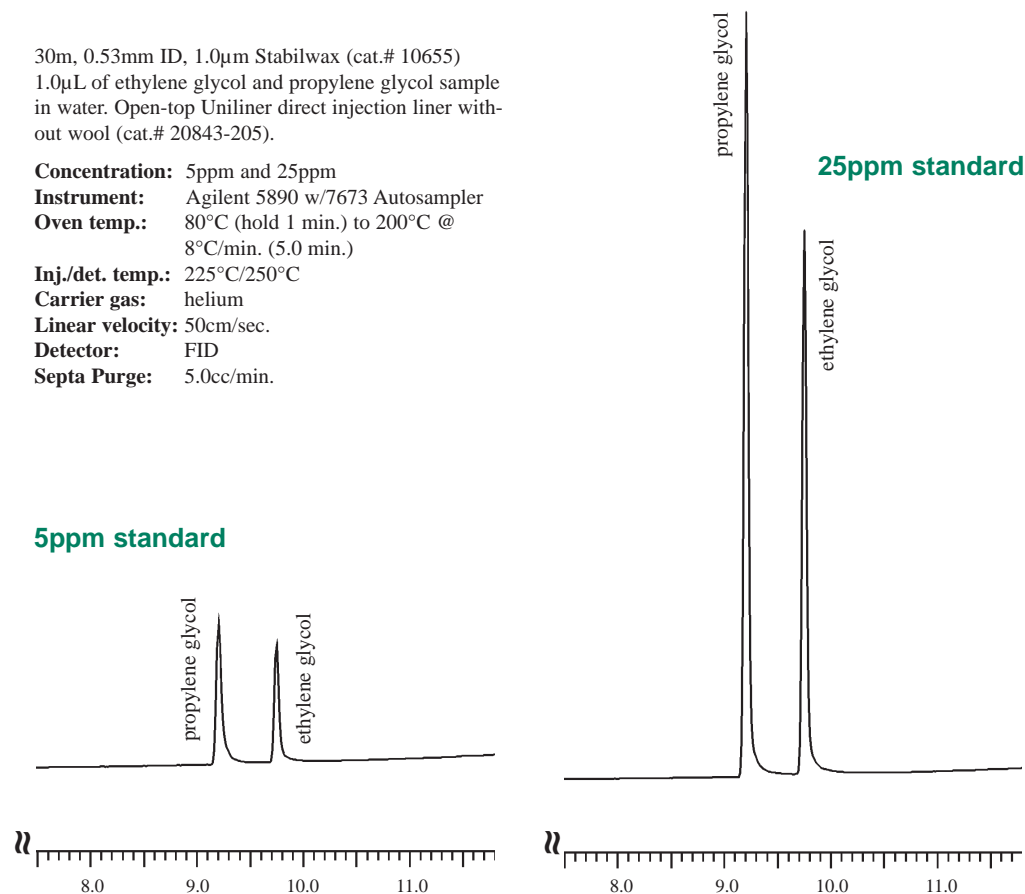 30m, 0.53mm ID, 1.0µm Stabilwax (cat.# 10655)
1.0µL of ethylene glycol and propylene glycol sample
in water. Open-top Uniliner direct injection liner with-
out wool (cat.# 20843-205).
Concentration: 5ppm and 25ppm
Instrument: Agilent 5890 w/7673 Autosampler
Oven temp.: 80°C (hold 1 min.) to 200°C @
8°C/min. (5.0 min.)
Inj./det. temp.: 225°C/250°C
Carrier gas: helium
Linear velocity: 50cm/sec.
Detector: FID
Septa Purge: 5.0cc/min.
5ppm standard
propylene glycol
ethylene glycol
8.0 9.0 10.0 11.0
25ppm standard
propylene glycol
ethylene glycol
8.0 9.0 10.0 11.0